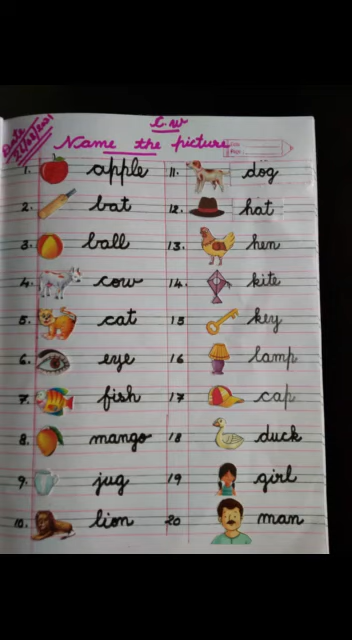 C.W
Date
Name the picture
1. apple
2. bat
3. ball
4. cow
5. cat
6. eye
7. fish
8. mango
9. jug
10. lion
11. dog
12. hat
13. hen
14. kite
15 key
16 lamp
17 cap
18 duck
19 girl
20 man